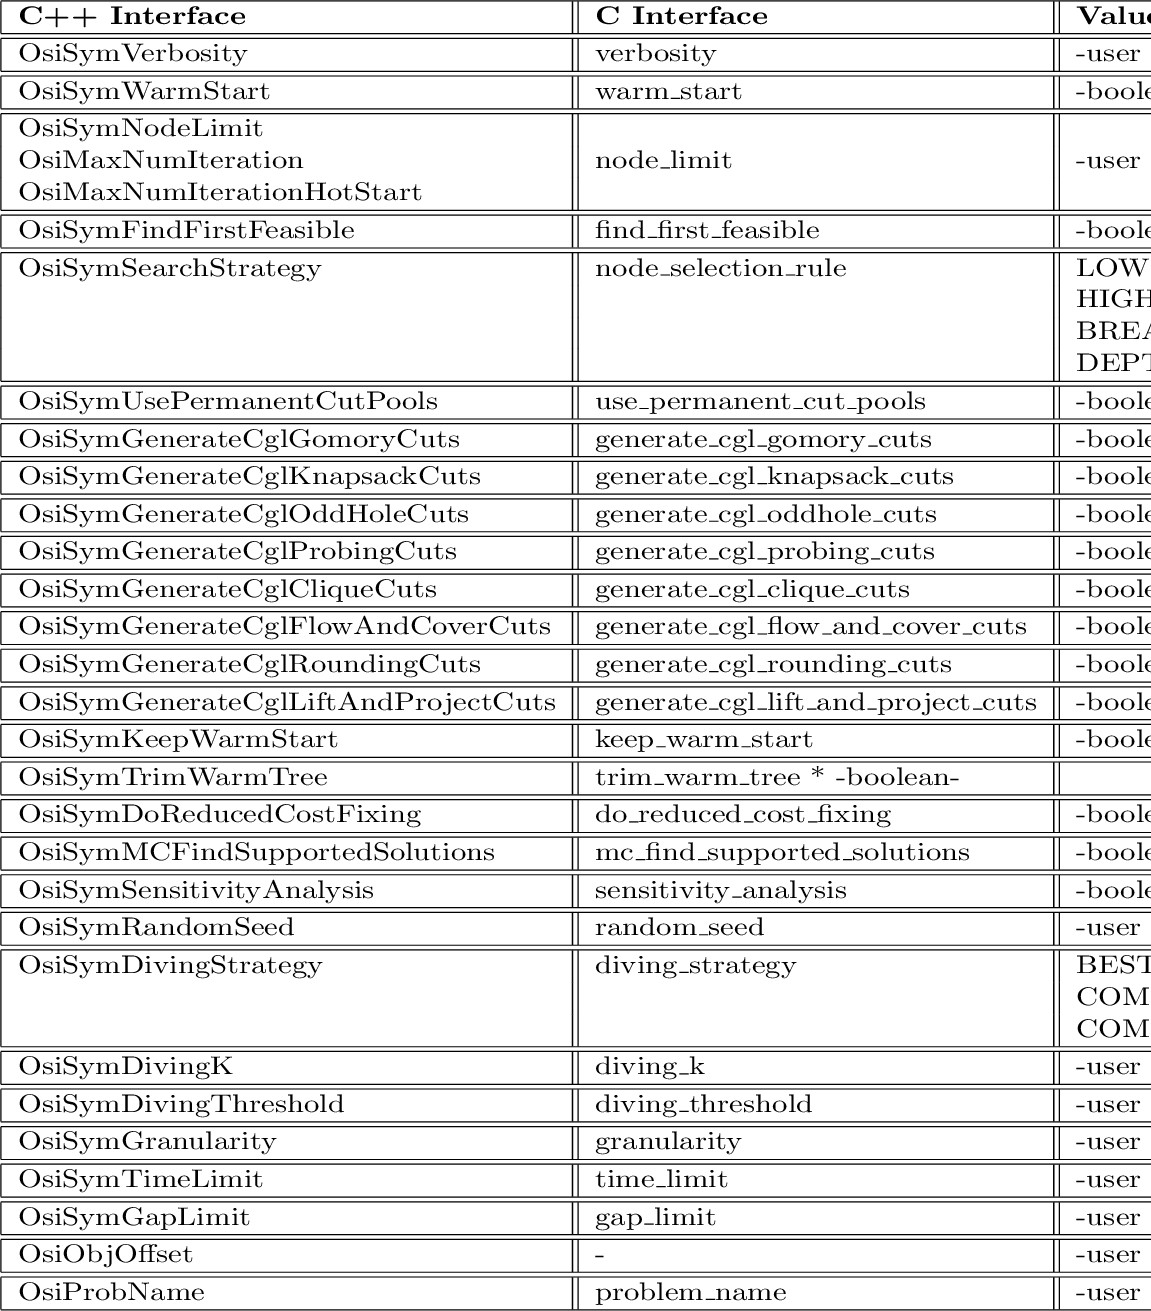 C++ Interface C Interface Value
OsiSymVerbosity verbosity -user
OsiSymWarmStart warm_start -boole
OsiSymNodeLimit
OsiMaxNumIteration node_limit -user
OsiMaxNumIterationHotStart
OsiSymFindFirstFeasible find_first_feasible -boole
OsiSymSearchStrategy node_selection_rule LOW
HIGH
BREA
DEPT
OsiSymUsePermanentCutPools use_permanent_cut_pools -boole
OsiSymGenerateCglGomoryCuts generate_cgl_gomory_cuts -boole
OsiSymGenerateCglKnapsackCuts generate_cgl_knapsack_cuts -boole
OsiSymGenerateCglOddHoleCuts generate_cgl_oddhole_cuts -boole
OsiSymGenerateCglProbingCuts generate_cgl_probing_cuts -boole
OsiSymGenerateCglCliqueCuts generate_cgl_clique_cuts -boole
OsiSymGenerateCglFlowAndCoverCuts generate_cgl_flow_and_cover_cuts -boole
OsiSymGenerateCglRoundingCuts generate_cgl_rounding_cuts -boole
OsiSymGenerateCglLiftAndProjectCuts generate_cgl_lift_and_project_cuts -boole
OsiSymKeepWarmStart keep_warm_start -boole
OsiSymTrimWarmTree trim_warm_tree * -boolean-
OsiSymDoReducedCostFixing do_reduced_cost_fixing -boole
OsiSymMCFindSupportedSolutions mc_find_supported_solutions -boole
OsiSymSensitivityAnalysis sensitivity_analysis -boole
OsiSymRandomSeed random_seed -user
OsiSymDivingStrategy diving_strategy BEST
COM
COM
OsiSymDivingK diving_k -user
OsiSymDivingThreshold diving_threshold -user
OsiSymGranularity granularity -user
OsiSymTimeLimit time_limit -user
OsiSymGapLimit gap_limit -user
OsiObjOffset - -user
OsiProbName problem_name -user